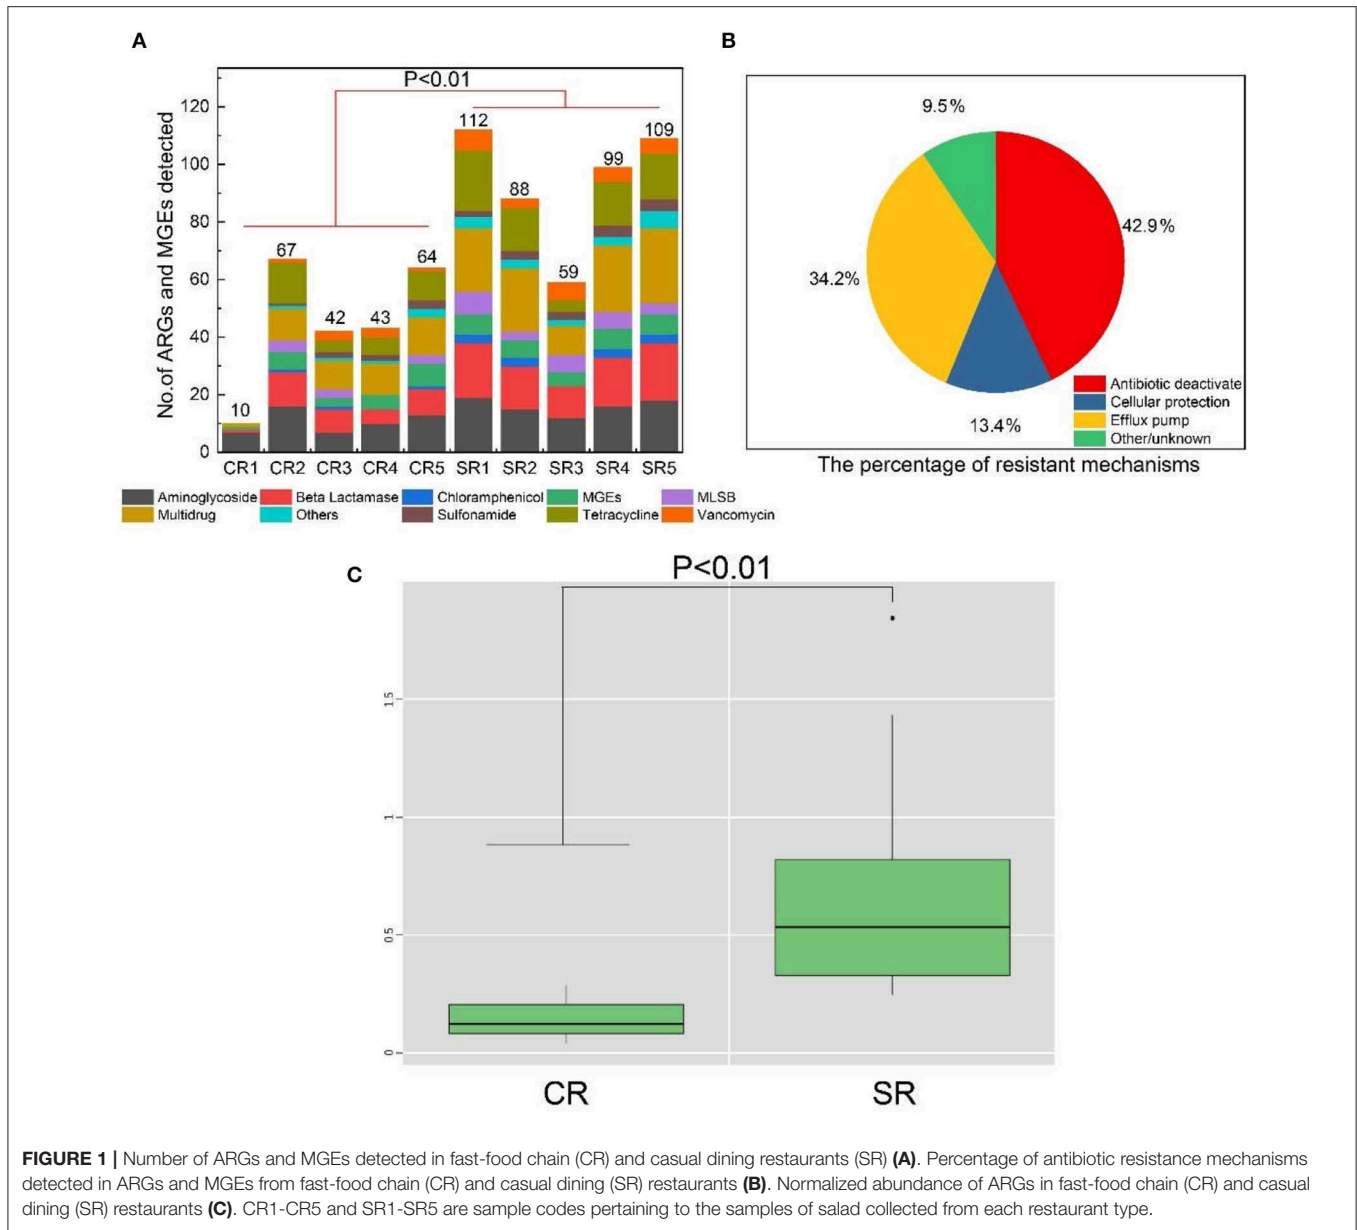 A
P<0.01
No.of ARGs and MGEs detected
120
100
80
60
40
20
0
10
67
42
43
64
112
88
59
99
109
CR1 CR2 CR3 CR4 CR5 SR1 SR2 SR3 SR4 SR5
Aminoglycoside Beta Lactamase Chloramphenicol MGEs MLSB
Multidrug Others Sulfonamide Tetracycline Vancomycin
B
9.5%
42.9%
34.2%
13.4%
Antibiotic deactivate
Cellular protection
Efflux pump
Other/unknown
The percentage of resistant mechanisms
C
P<0.01
1.5
1
0.5
0
CR SR
FIGURE 1 | Number of ARGs and MGEs detected in fast-food chain (CR) and casual dining restaurants (SR) (A). Percentage of antibiotic resistance mechanisms
detected in ARGs and MGEs from fast-food chain (CR) and casual dining (SR) restaurants (B). Normalized abundance of ARGs in fast-food chain (CR) and casual
dining (SR) restaurants (C). CR1-CR5 and SR1-SR5 are sample codes pertaining to the samples of salad collected from each restaurant type.